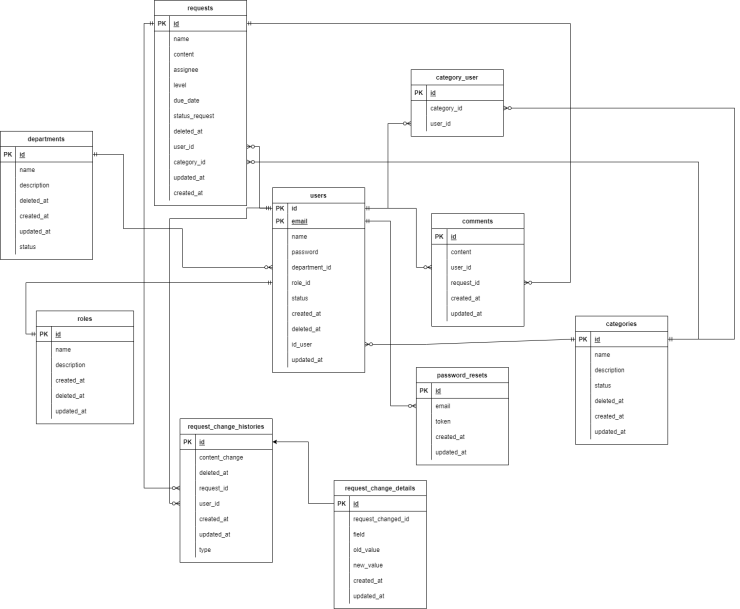 requests
PK id
name
content
assignee
level
due_date
status_request
deleted_at
user_id
category_id
updated_at
created_at
category_user
PK id
category_id
user_id
departments
PK id
name
description
deleted_at
created_at
updated_at
status
users
PK id
PK email
name
password
department_id
role_id
status
created_at
deleted_at
id_user
updated_at
comments
PK id
content
user_id
request_id
created_at
updated_at
roles
PK id
name
description
created_at
deleted_at
updated_at
categories
PK id
name
description
status
deleted_at
created_at
updated_at
password_resets
PK id
email
token
created_at
updated_at
request_change_histories
PK id
content_change
deleted_at
request_id
user_id
created_at
updated_at
type
request_change_details
PK id
request_changed_id
field
old_value
new_value
created_at
updated_at